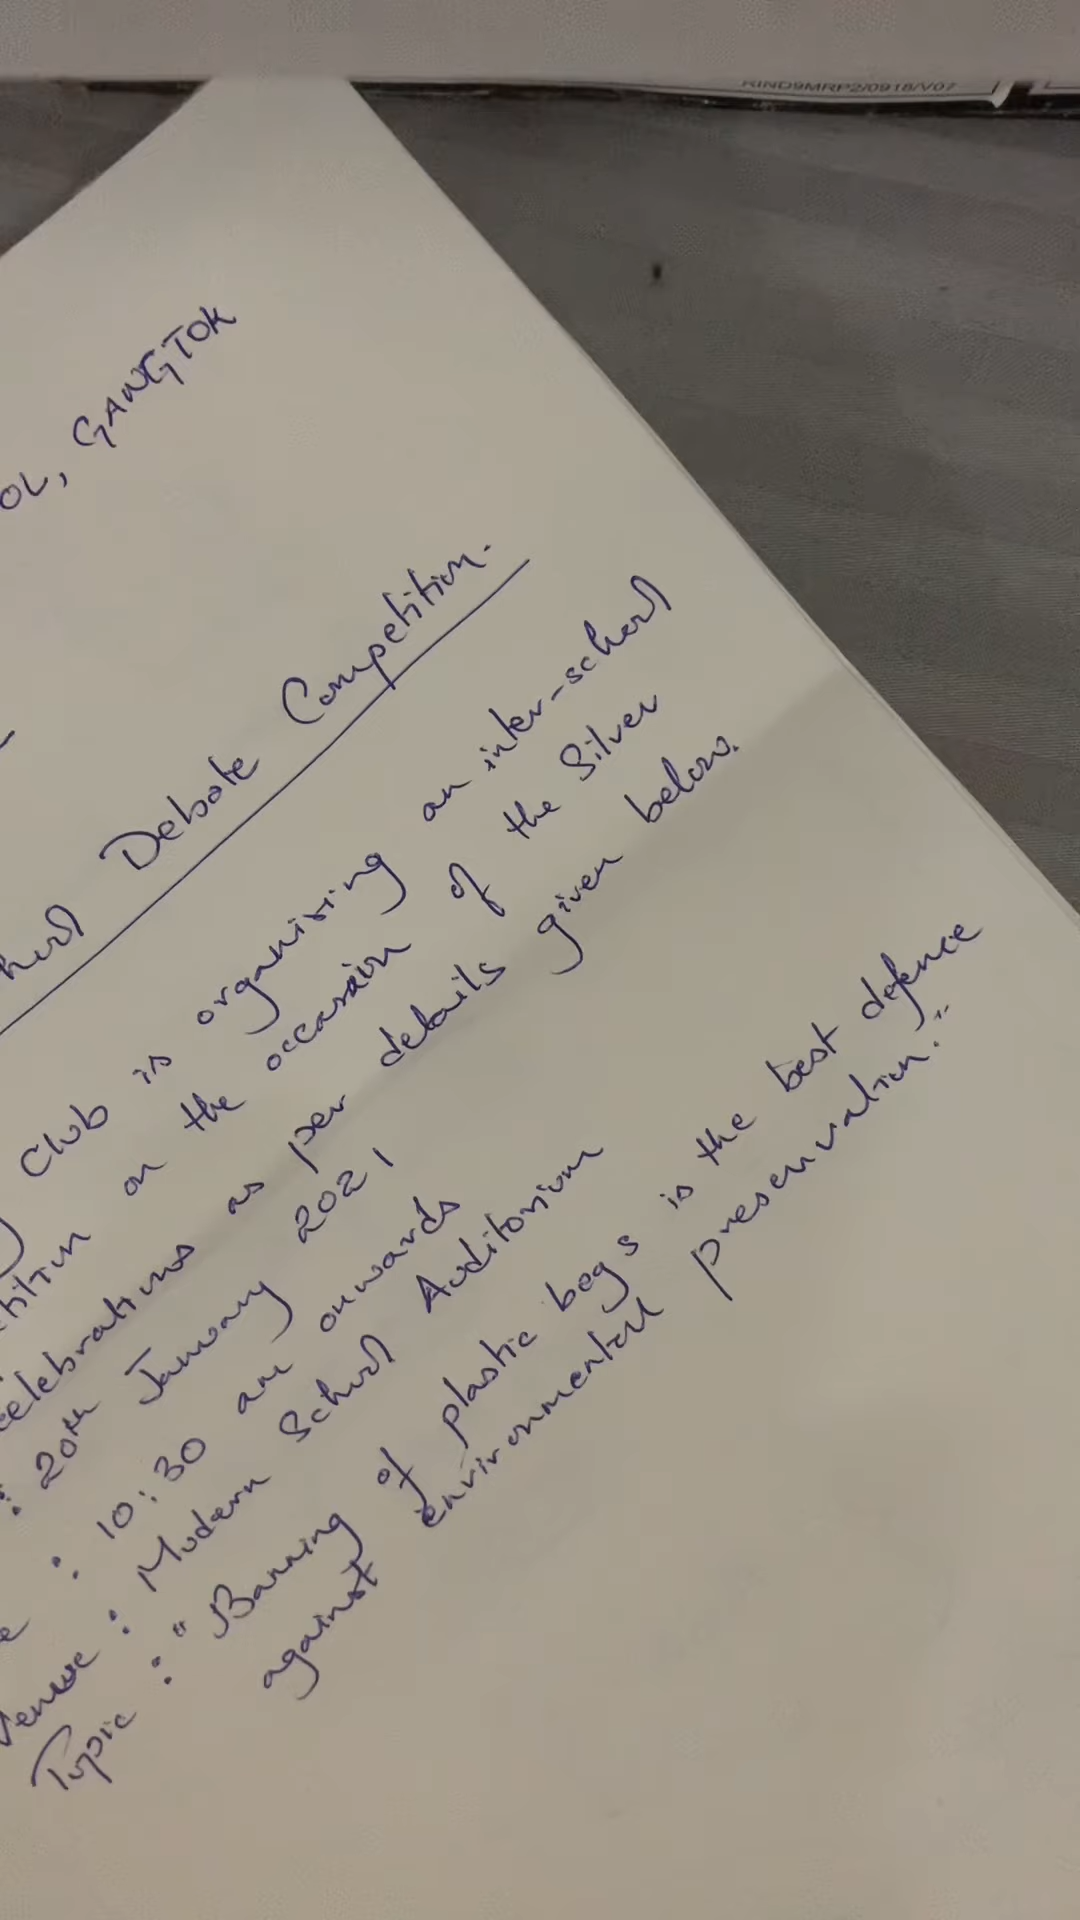 RIND9MRP2/0918/V07
OL, GANGTOK
Debate Competition.
Club is organising an inter-school
on the occasion of the Silver
celebrations as per details given below.
: 20th January 2021
: 10:30 am onwards
Venue : Modern School Auditorium
Topic : "Banning of plastic bags is the best defence
against environmental preservation."